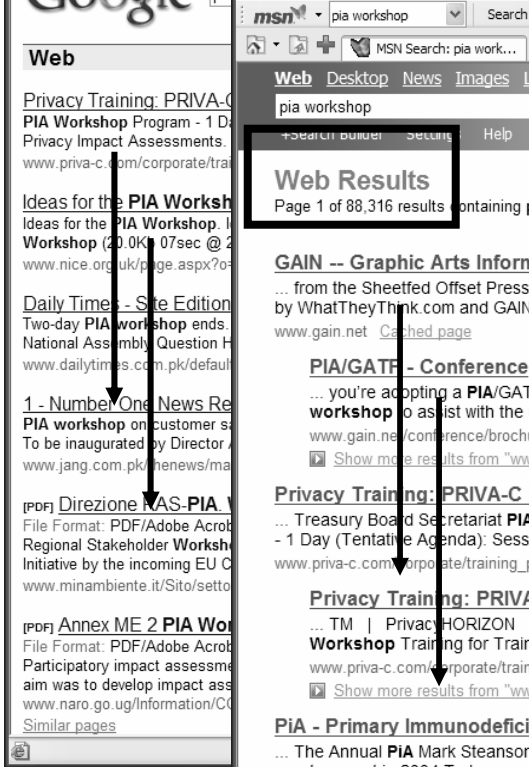 Google
Web
Privacy Training: PRIVA-C
PIA Workshop Program - 1 Da
Privacy Impact Assessments.
www.priva-c.com/corporate/trai
Ideas for the PIA Worksh
Ideas for the PIA Workshop.
Workshop (20.0K) 07sec @ 2
www.nice.org.uk/page.aspx?o=
Daily Times - Site Edition
Two-day PIA workshop ends.
National Assembly Question H
www.dailytimes.com.pk/defaul
1 - Number One News Re
PIA workshop on customer sa
To be inaugurated by Director
www.jang.com.pk/thenews/ma
[PDF] Direzione RAS-PIA.
File Format: PDF/Adobe Acrob
Regional Stakeholder Worksh
Initiative by the incoming EU C
www.minambiente.it/Sito/setto
[PDF] Annex ME 2 PIA Wor
File Format: PDF/Adobe Acrob
Participatory impact assessme
aim was to develop impact ass
www.naro.go.ug/Information/CO
Similar pages
msn pia workshop Search
MSN Search: pia work...
Web Desktop News Images
pia workshop
+Search Builder Settings Help
Web Results
Page 1 of 88,316 results containing
GAIN -- Graphic Arts Inform
... from the Sheetfed Offset Press
by WhatTheyThink.com and GAIN
www.gain.net Cached page
PIA/GATF - Conference
... you're adopting a PIA/GAT
workshop to assist with the
www.gain.net/conference/broch
Show more results from "ww
Privacy Training: PRIVA-C
... Treasury Board Secretariat PIA
- 1 Day (Tentative Agenda): Sess
www.priva-c.com/corporate/training_p
Privacy Training: PRIVA
... TM | PrivacyHORIZON
Workshop Training for Train
www.priva-c.com/corporate/train
Show more results from "ww
PiA - Primary Immunodefici
... The Annual PiA Mark Steanson